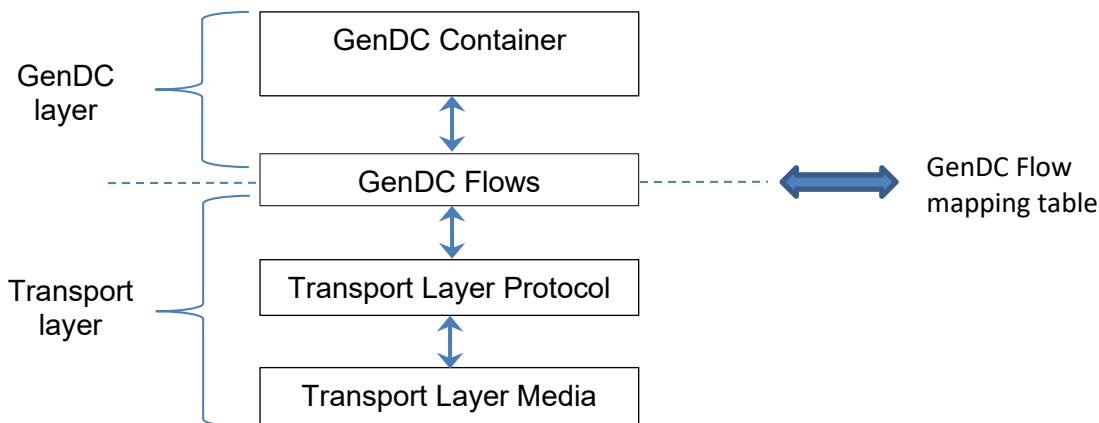 GenDC Container
GenDC
layer
GenDC Flows
GenDC Flow
mapping table
Transport Layer Protocol
Transport
layer
Transport Layer Media